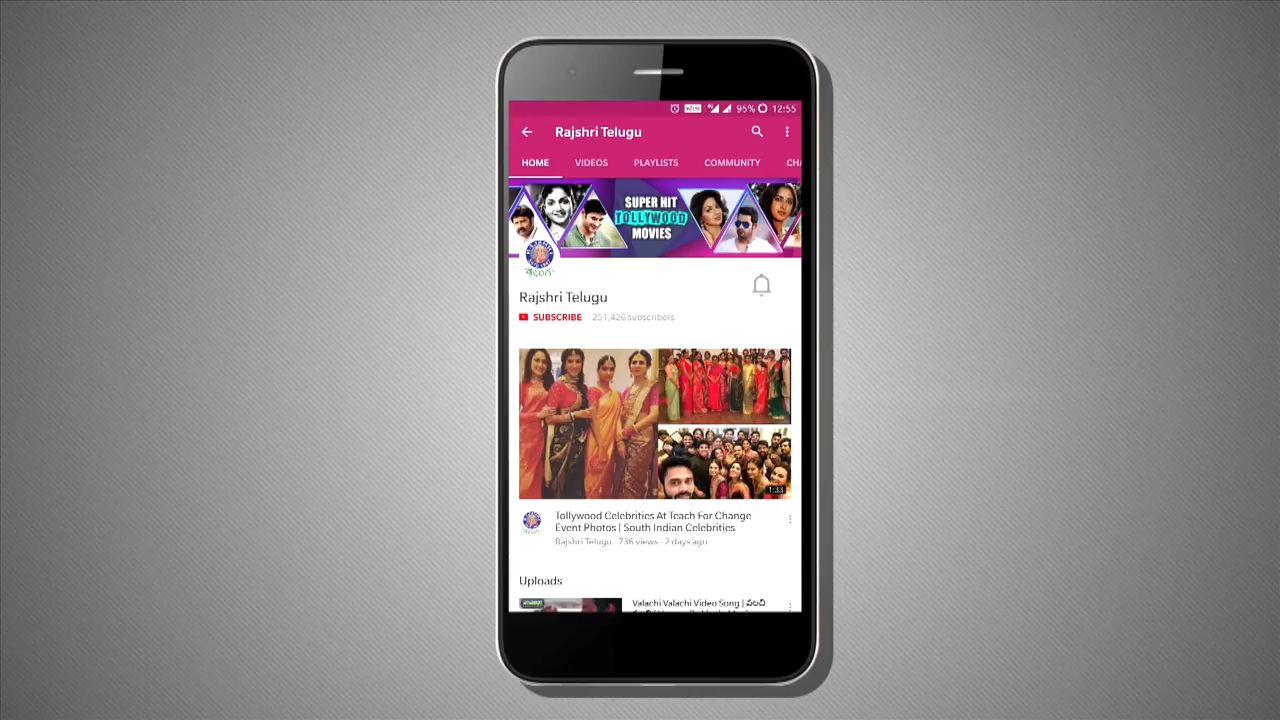 95% 12:55
Rajshri Telugu
HOME VIDEOS PLAYLISTS COMMUNITY CHA
SUPER HIT
TOLLYWOOD
MOVIES
తెలుగు
Rajshri Telugu
SUBSCRIBE 251,426 subscribers
1:33
Tollywood Celebrities At Teach For Change
Event Photos | South Indian Celebrities
Rajshri Telugu · 736 views · 2 days ago
Uploads
Valachi Valachi Video Song | వలచి